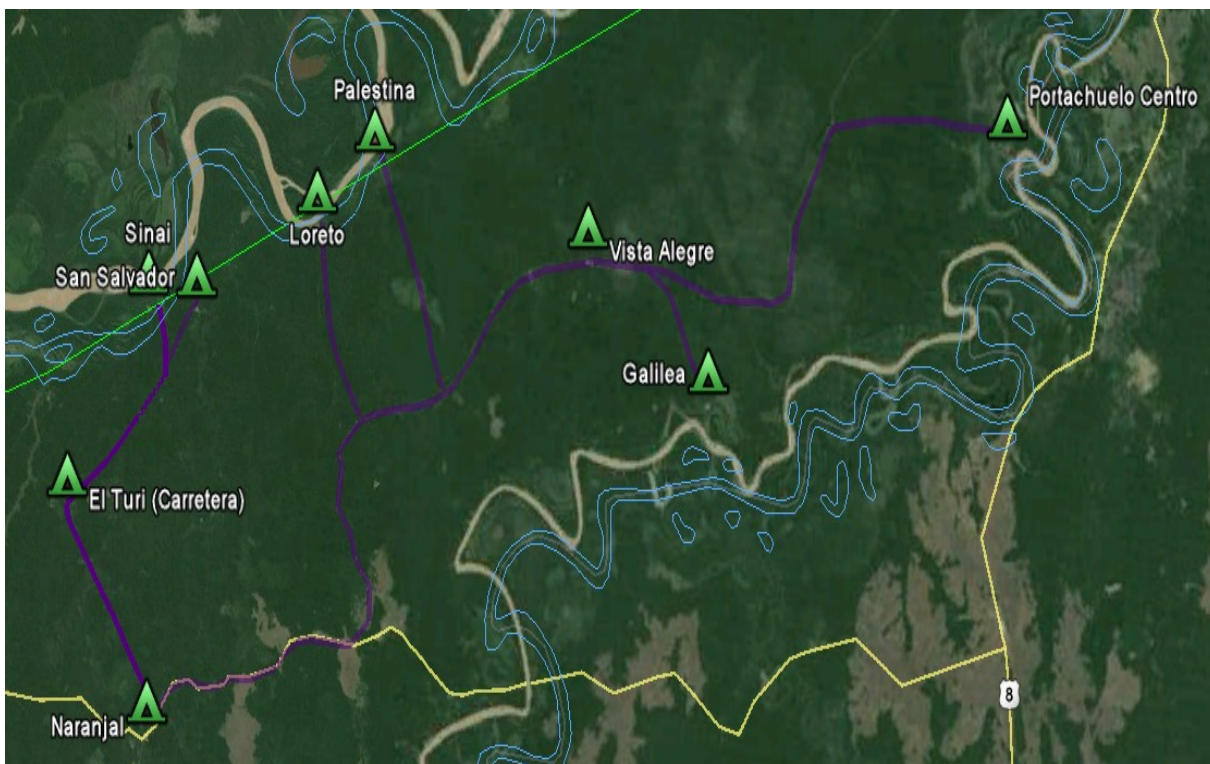 Palestina
Portachuelo Centro
Sinai
Loreto
Vista Alegre
San Salvador
Galilea
El Turi (Carretera)
8
Naranjal